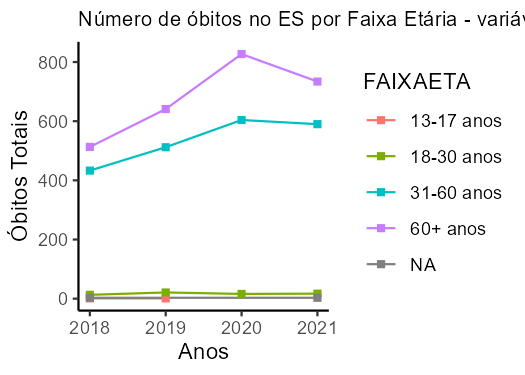 Número de óbitos no ES por Faixa Etária - variáv
Óbitos Totais
800
600
400
200
0
2018 2019 2020 2021
Anos
FAIXAETA
13-17 anos
18-30 anos
31-60 anos
60+ anos
NA